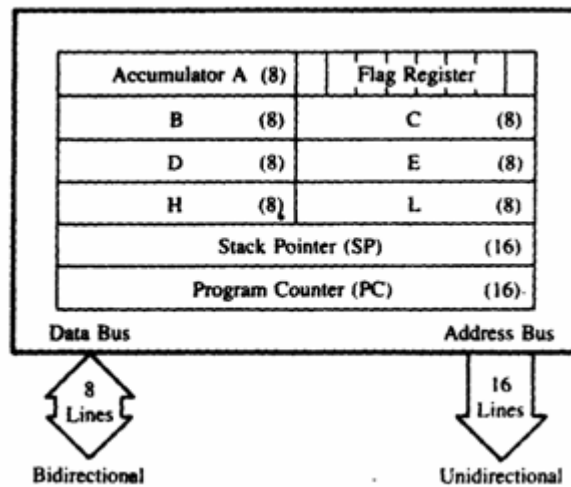 Accumulator A (8) Flag Register
B (8) C (8)
D (8) E (8)
H (8) L (8)
Stack Pointer (SP) (16)
Program Counter (PC) (16)
Data Bus Address Bus
8 Lines 16 Lines
Bidirectional Unidirectional